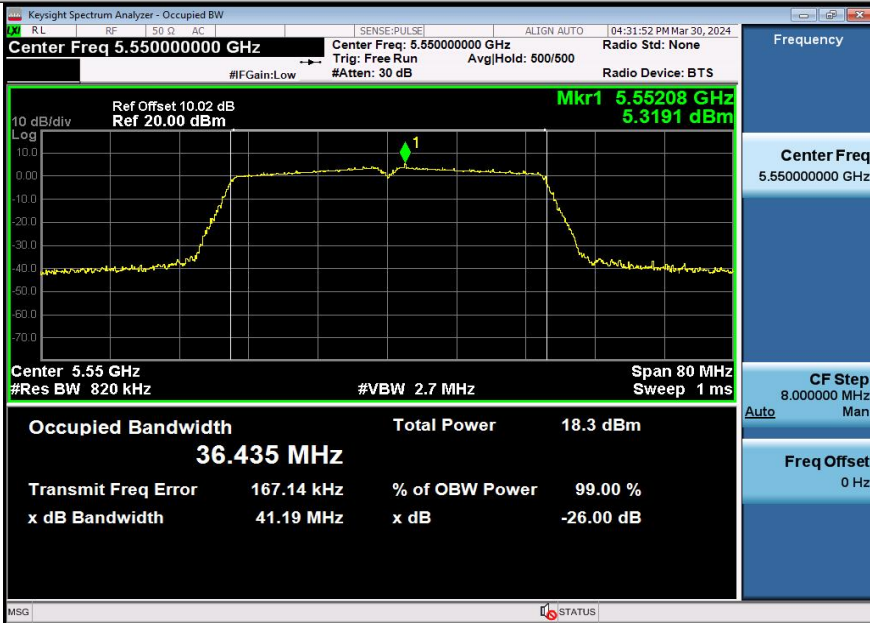 Keysight Spectrum Analyzer - Occupied BW
LXI RL RF 50 Ω AC SENSE:PULSE ALIGN AUTO 04:31:52 PM Mar 30, 2024
Center Freq 5.550000000 GHz
Center Freq: 5.550000000 GHz
Radio Std: None
Trig: Free Run Avg|Hold: 500/500
#IFGain:Low #Atten: 30 dB Radio Device: BTS
Mkr1 5.55208 GHz
5.3191 dBm
Ref Offset 10.02 dB
10 dB/div Ref 20.00 dBm
Log
10.0
0.00
-10.0
-20.0
-30.0
-40.0
-50.0
-60.0
-70.0
1
Center 5.55 GHz Span 80 MHz
#Res BW 820 kHz #VBW 2.7 MHz Sweep 1 ms
Occupied Bandwidth Total Power 18.3 dBm
36.435 MHz
Transmit Freq Error 167.14 kHz % of OBW Power 99.00 %
x dB Bandwidth 41.19 MHz x dB -26.00 dB
Frequency
Center Freq
5.550000000 GHz
CF Step
8.000000 MHz
Auto Man
Freq Offset
0 Hz
MSG STATUS